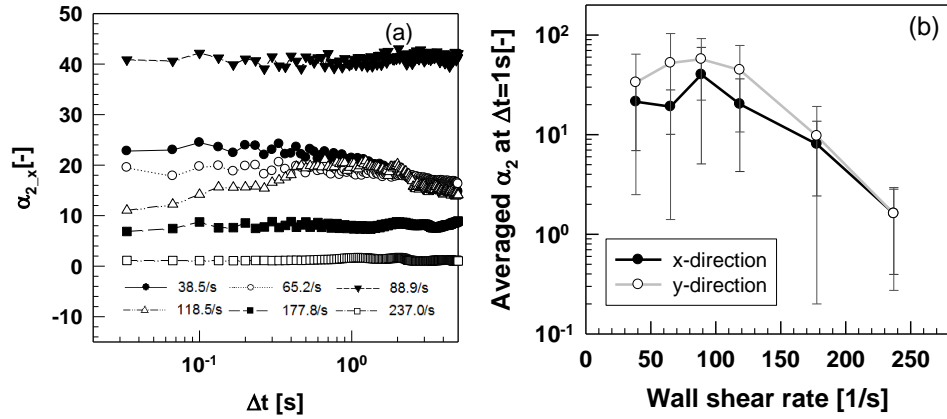 (a)
50
40
30
20
10
0
-10
α2_x[-]
10-1
100
Δt [s]
38.5/s 65.2/s 88.9/s
118.5/s 177.8/s 237.0/s
(b)
102
101
100
10-1
Averaged α2 at Δt=1s[-]
x-direction
y-direction
0 50 100 150 200 250
Wall shear rate [1/s]